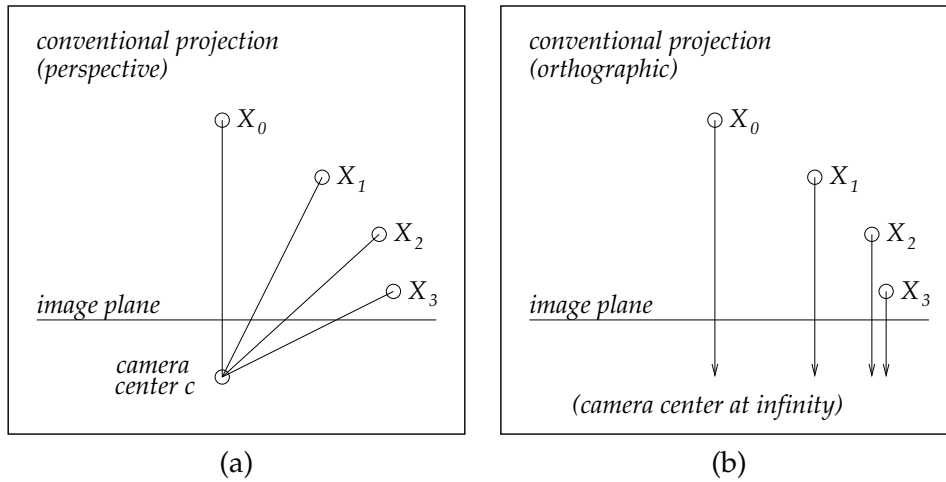 conventional projection
(perspective)
X0
X1
X2
X3
image plane
camera
center c
(a)
conventional projection
(orthographic)
X0
X1
X2
X3
image plane
(camera center at infinity)
(b)